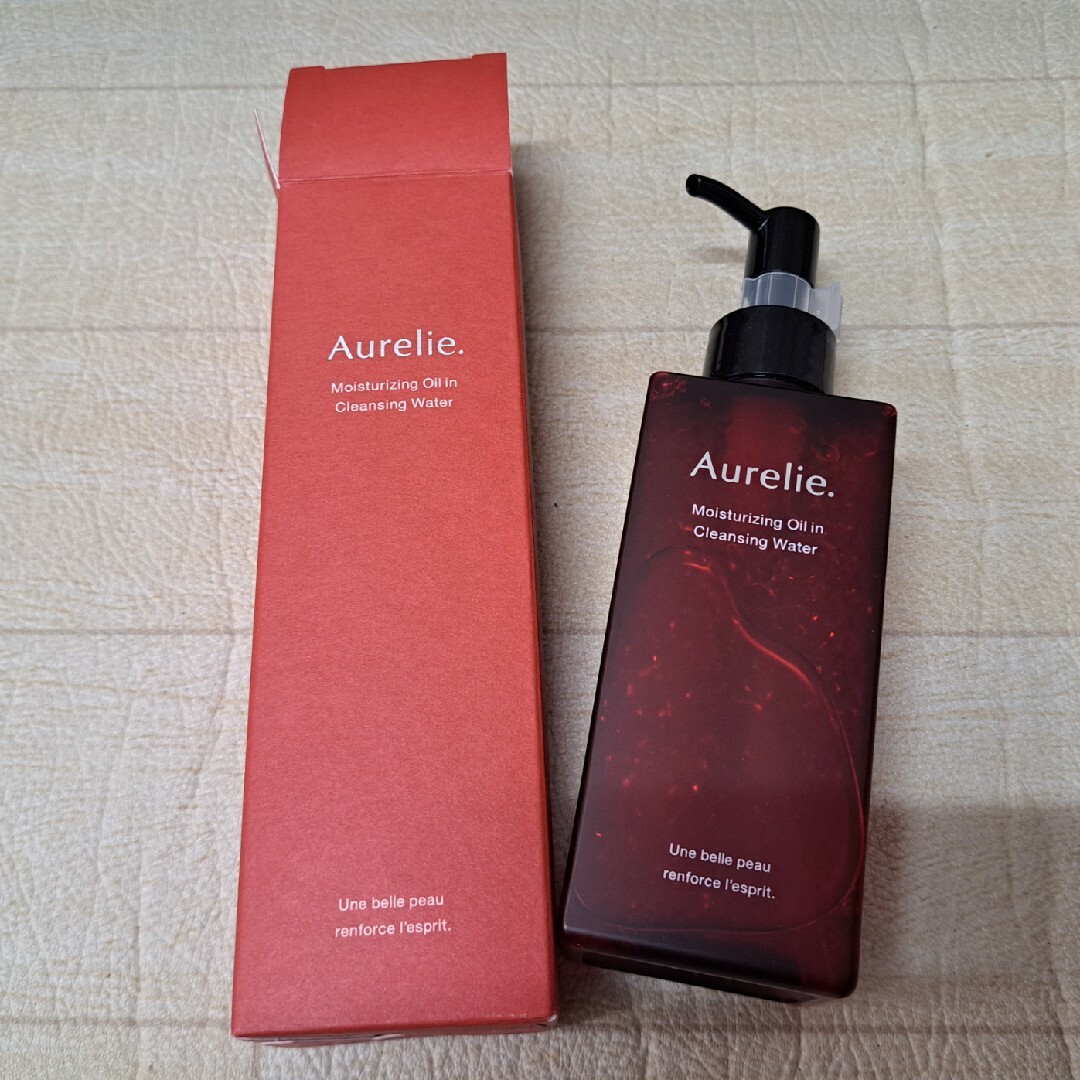 Aurelie.
Moisturizing Oil in
Cleansing Water
Une belle peau
renforce l'esprit.
Aurelie.
Moisturizing Oil in
Cleansing Water
Une belle peau
renforce l'esprit.